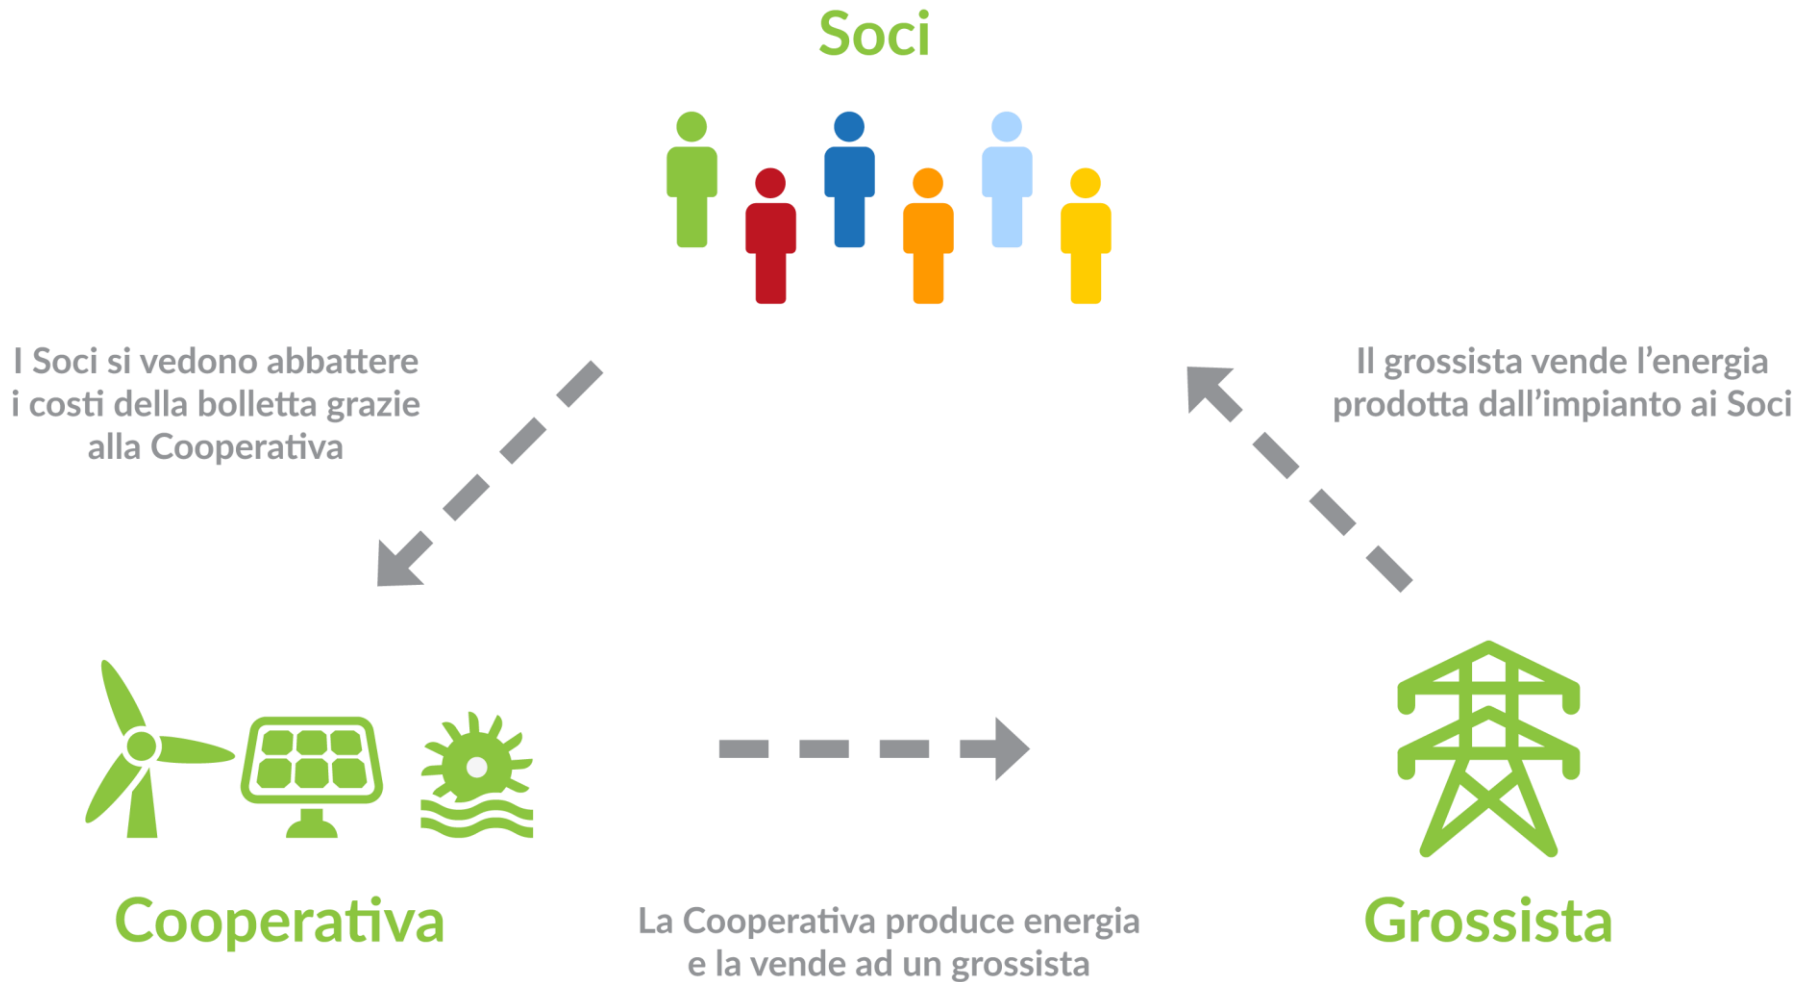 Soci
I Soci si vedono abbattere
i costi della bolletta grazie
alla Cooperativa
Il grossista vende l’energia
prodotta dall’impianto ai Soci
Cooperativa
La Cooperativa produce energia
e la vende ad un grossista
Grossista